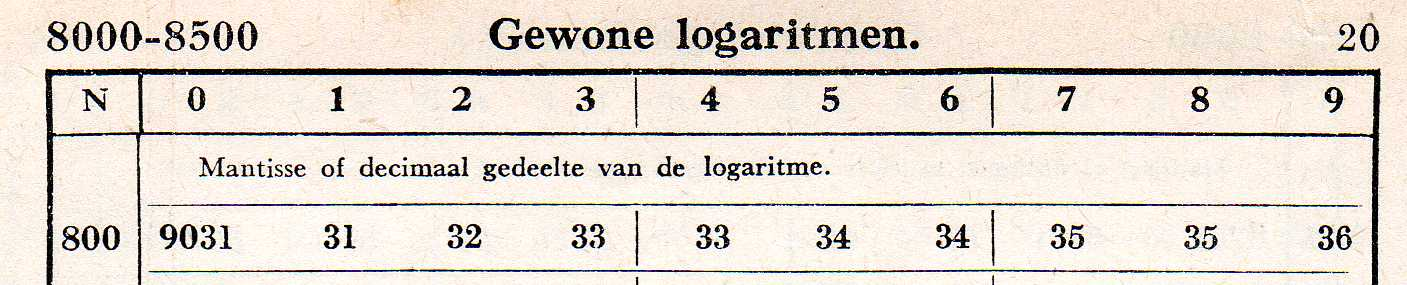 8000-8500 Gewone logaritmen. 20
N 0 1 2 3 4 5 6 7 8 9
Mantisse of decimaal gedeelte van de logaritme.
800 9031 31 32 33 33 34 34 35 35 36